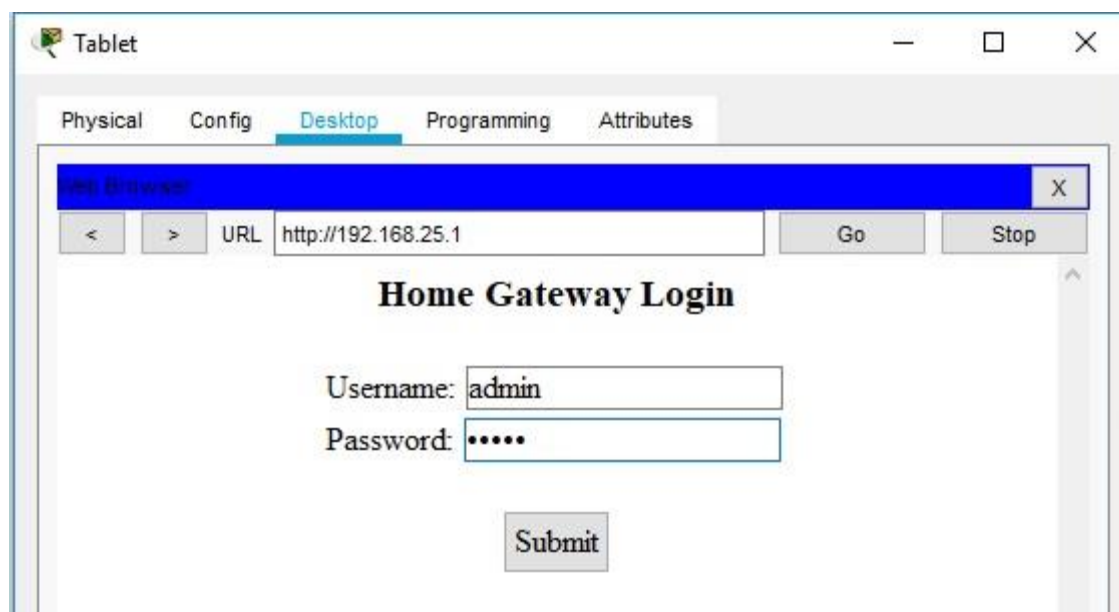 Tablet
Physical Config Desktop Programming Attributes
Web Browser X
< > URL http://192.168.25.1 Go Stop
Home Gateway Login
Username: admin
Password: •••••
Submit